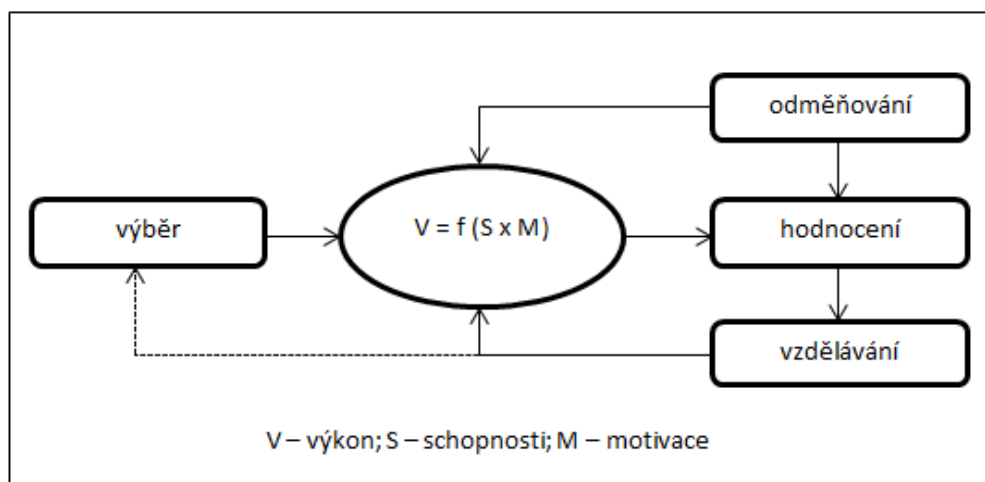 odměňování
výběr
V = f (S x M)
hodnocení
vzdělávání
V – výkon; S – schopnosti; M – motivace